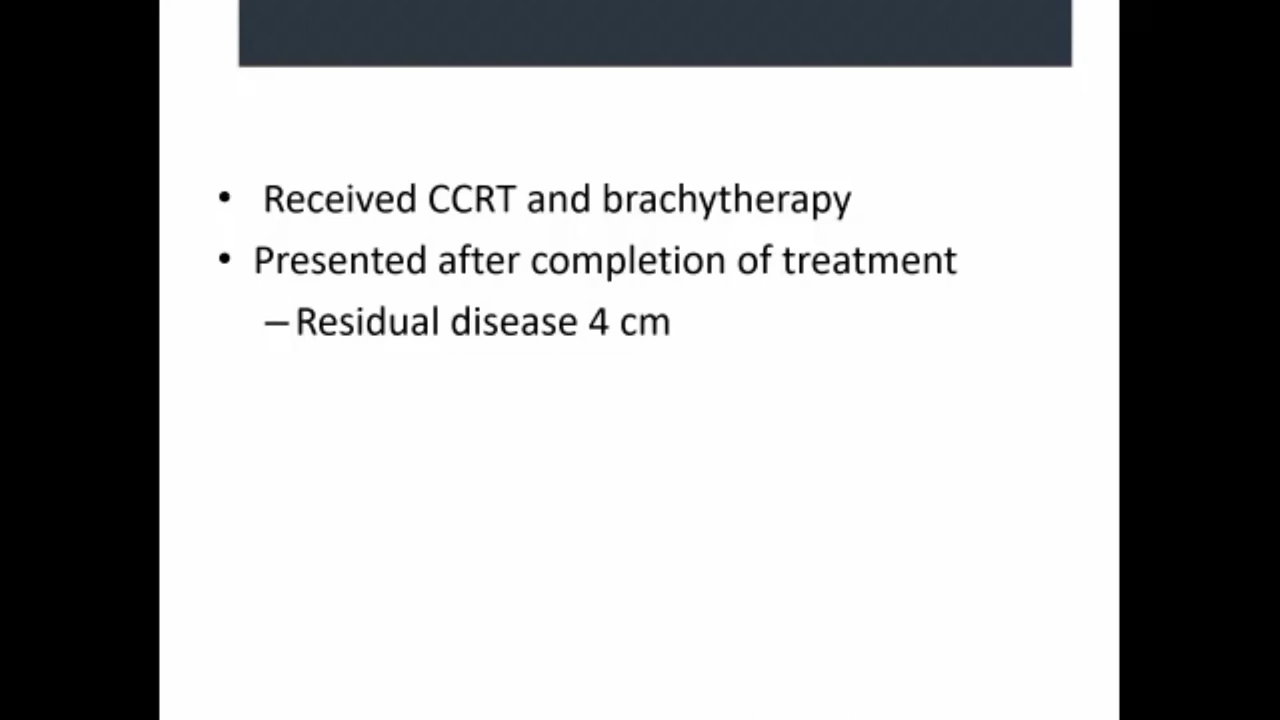 • Received CCRT and brachytherapy
• Presented after completion of treatment
– Residual disease 4 cm